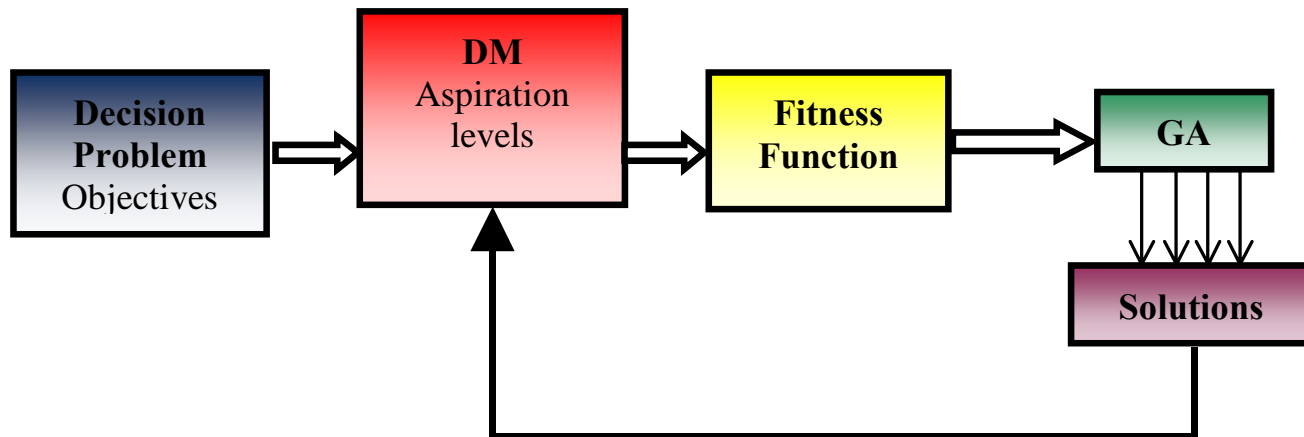 Decision
Problem
Objectives
DM
Aspiration
levels
Fitness
Function
GA
Solutions